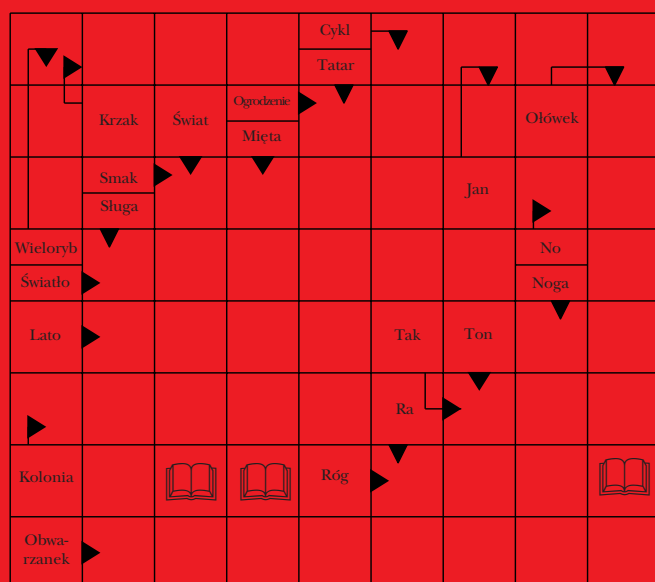 Cykl
Tatar
Krzak
Świat
Ogrodzenie
Mięta
Ołówek
Smak
Sługa
Jan
Wieloryb
Światło
No
Noga
Lato
Tak
Ton
Ra
Kolonia
Róg
Obwa-
rzanek